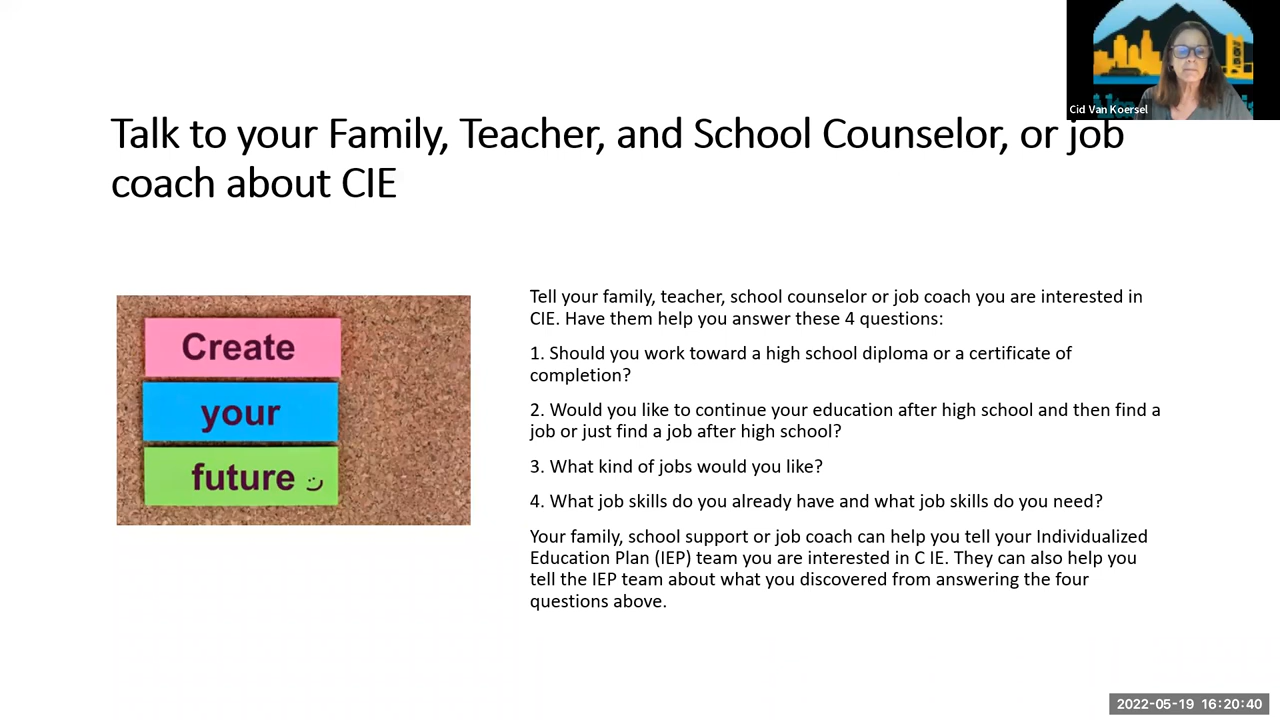 Cid Van Koersel
Talk to your Family, Teacher, and School Counselor, or job
coach about CIE
Create
your
future
Tell your family, teacher, school counselor or job coach you are interested in
CIE. Have them help you answer these 4 questions:
1. Should you work toward a high school diploma or a certificate of
completion?
2. Would you like to continue your education after high school and then find a
job or just find a job after high school?
3. What kind of jobs would you like?
4. What job skills do you already have and what job skills do you need?
Your family, school support or job coach can help you tell your Individualized
Education Plan (IEP) team you are interested in C IE. They can also help you
tell the IEP team about what you discovered from answering the four
questions above.
2022-05-19 16:20:40